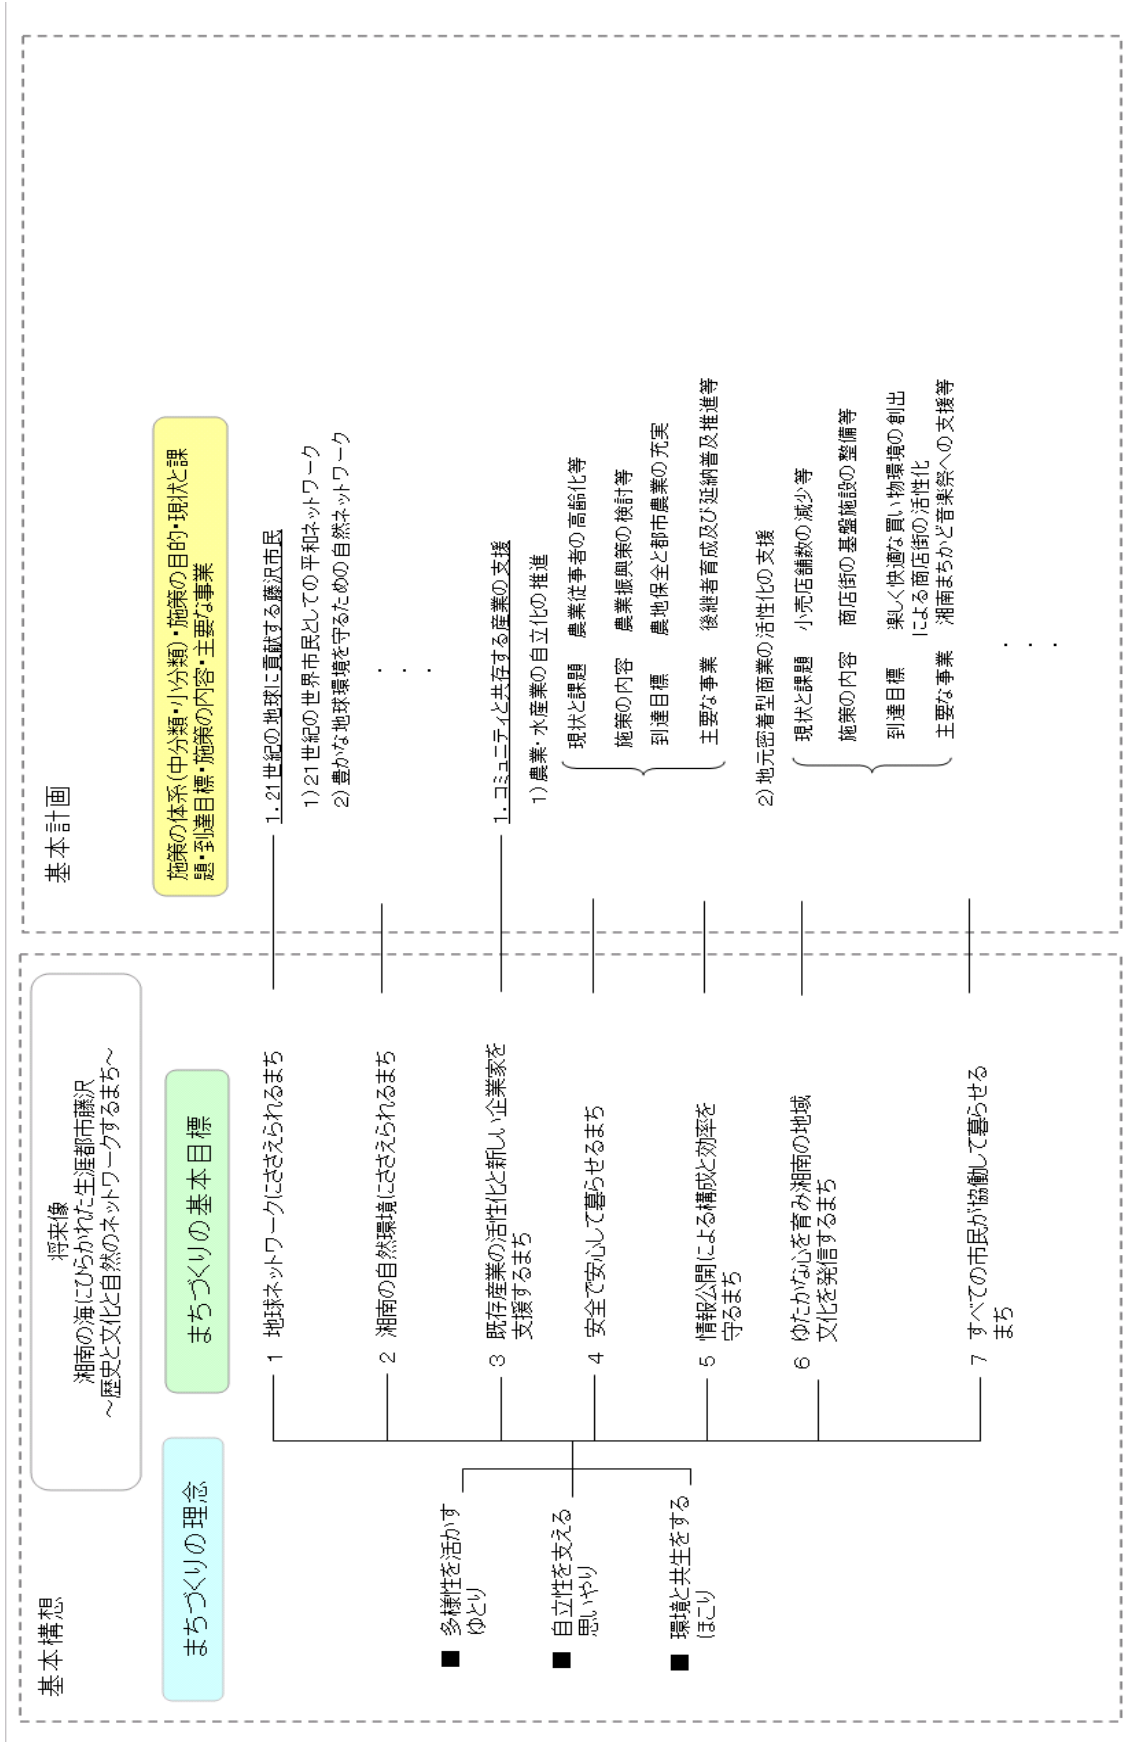 基本構想
将来像
湘南の海にひらかれた生涯都市藤沢
～歴史と文化と自然のネットワークするまち～
まちづくりの理念
■ 多様性を活かす
ゆとり
■ 自立性を支える
思いやり
■ 環境と共生をする
ほこり
まちづくりの基本目標
1 地球ネットワークにささえられるまち
2 湘南の自然環境にささえられるまち
3 既存産業の活性化と新しい企業家を
支援するまち
4 安全で安心して暮らせるまち
5 情報公開による構成と効率を
守るまち
6 ゆたかな心を育み湘南の地域
文化を発信するまち
7 すべての市民が協働して暮らせる
まち
基本計画
施策の体系(中分類・小分類)・施策の目的・現状と課
題・到達目標・施策の内容・主要な事業
1. 21世紀の地球に貢献する藤沢市民
1)21世紀の世界市民としての平和ネットワーク
2)豊かな地球環境を守るための自然ネットワーク
・・・
1. コミュニティと共存する産業の支援
1)農業・水産業の自立化の推進
現状と課題 農業従事者の高齢化等
施策の内容 農業振興策の検討等
到達目標 農地保全と都市農業の充実
主要な事業 後継者育成及び延納普及推進等
2)地元密着型商業の活性化の支援
現状と課題 小売店舗数の減少等
施策の内容 商店街の基盤施設の整備等
到達目標 楽しく快適な買い物環境の創出
による商店街の活性化
主要な事業 湘南まちかど音楽祭への支援等
・・・